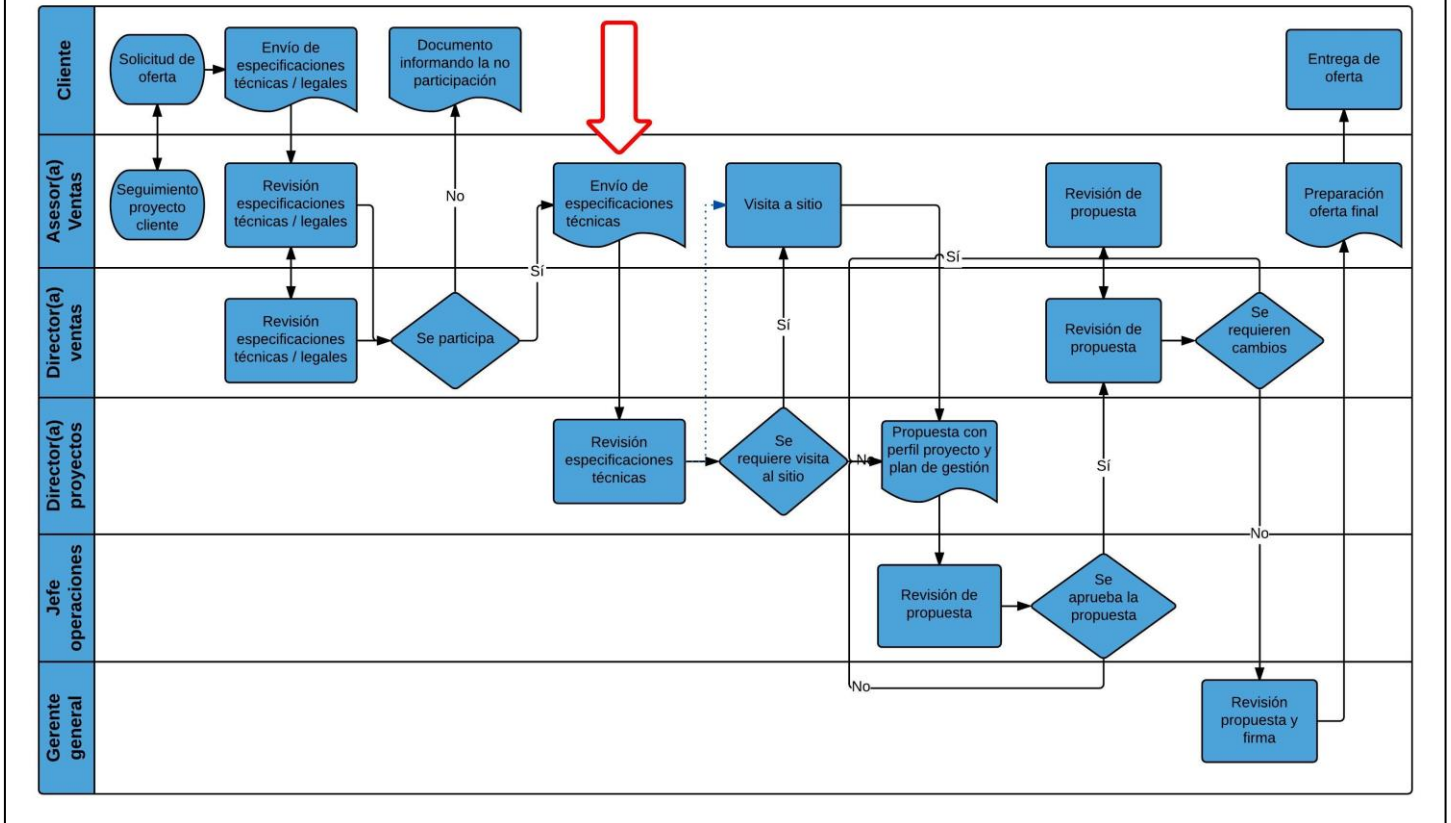 Cliente
Solicitud de
oferta
Envío de
especificaciones
técnicas / legales
Documento
informando la no
participación
Entrega de
oferta
Asesor(a)
Ventas
Seguimiento
proyecto
cliente
Revisión
especificaciones
técnicas / legales
No
Envío de
especificaciones
técnicas
Visita a sitio
Revisión de
propuesta
Preparación
oferta final
Sí
Sí
Director(a)
ventas
Revisión
especificaciones
técnicas / legales
Se participa
Sí
Revisión de
propuesta
Se
requieren
cambios
Director(a)
proyectos
Revisión
especificaciones
técnicas
Se
requiere visita
al sitio
No
Propuesta con
perfil proyecto y
plan de gestión
Sí
No
Jefe
operaciones
Revisión de
propuesta
Se
aprueba la
propuesta
Gerente
general
No
Revisión
propuesta y
firma